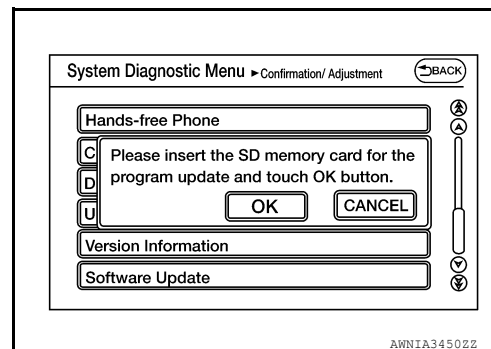 System Diagnostic Menu ►Confirmation/ Adjustment
BACK
Hands-free Phone
C
Please insert the SD memory card for the
D
program update and touch OK button.
U
OK
CANCEL
Version Information
Software Update
AWNIA3450ZZ